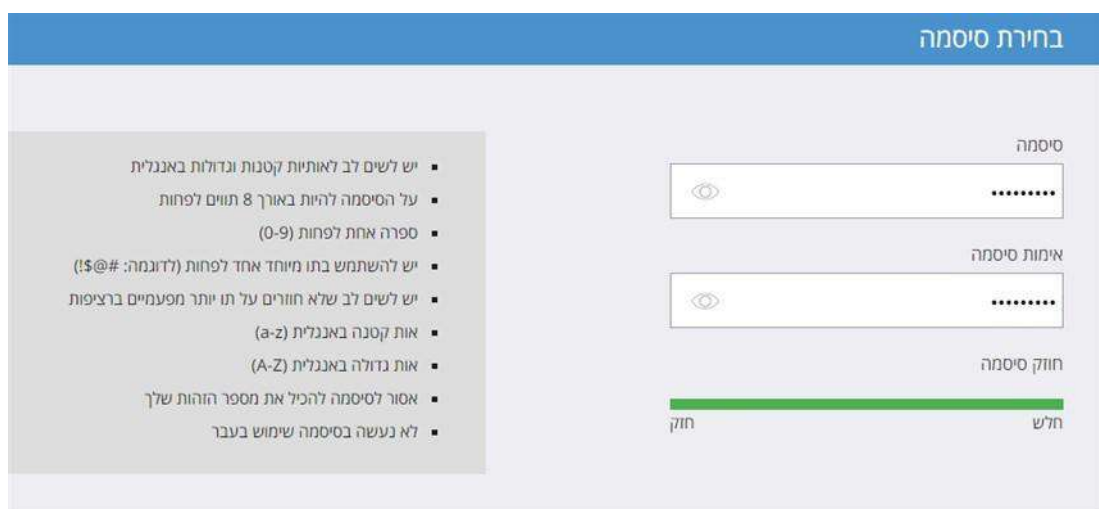 בחירת סיסמה
סיסמה
•••••••••
אימות סיסמה
•••••••••
חוזק סיסמה
חלש
חזק
▪ יש לשים לב לאותיות קטנות וגדולות באנגלית
▪ על הסיסמה להיות באורך 8 תווים לפחות
▪ ספרה אחת לפחות (0-9)
▪ יש להשתמש בתו מיוחד אחד לפחות (לדוגמה: #@$!)
▪ יש לשים לב שלא חוזרים על תו יותר מפעמיים ברציפות
▪ אות קטנה באנגלית (a-z)
▪ אות גדולה באנגלית (A-Z)
▪ אסור לסיסמה להכיל את מספר הזהות שלך
▪ לא נעשה בסיסמה שימוש בעבר